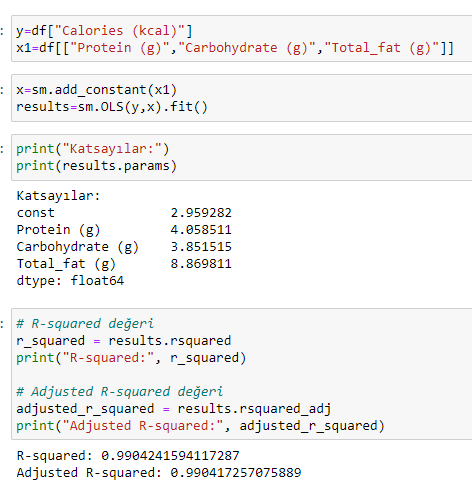 y=df["Calories (kcal)"]
x1=df[["Protein (g)","Carbohydrate (g)","Total_fat (g)"]]
x=sm.add_constant(x1)
results=sm.OLS(y,x).fit()
print("Katsayılar:")
print(results.params)
Katsayılar:
const               2.959282
Protein (g)         4.058511
Carbohydrate (g)    3.851515
Total_fat (g)       8.869811
dtype: float64
# R-squared değeri
r_squared = results.rsquared
print("R-squared:", r_squared)
# Adjusted R-squared değeri
adjusted_r_squared = results.rsquared_adj
print("Adjusted R-squared:", adjusted_r_squared)
R-squared: 0.9904241594117287
Adjusted R-squared: 0.990417257075889